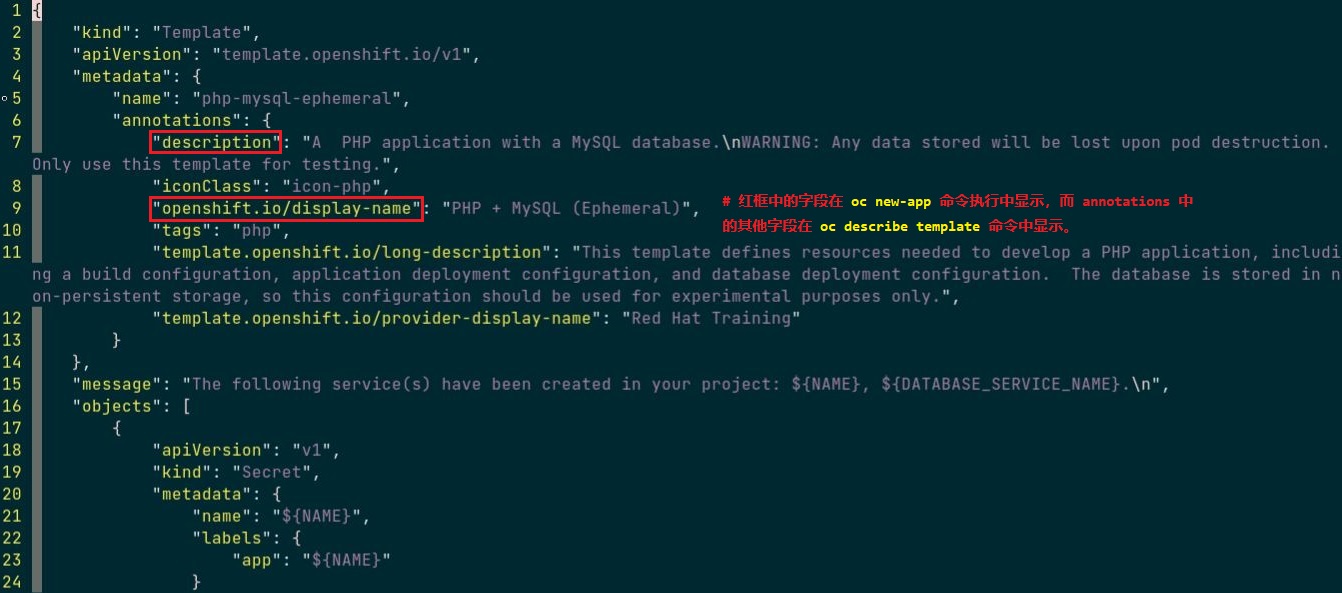 1 {
2 "kind": "Template",
3 "apiVersion": "template.openshift.io/v1",
4 "metadata": {
5 "name": "php-mysql-ephemeral",
6 "annotations": {
7 "description": "A  PHP application with a MySQL database.\nWARNING: Any data stored will be lost upon pod destruction.
Only use this template for testing.",
8 "iconClass": "icon-php",
9 "openshift.io/display-name": "PHP + MySQL (Ephemeral)", # 红框中的字段在 oc new-app 命令执行中显示，而 annotations 中
10 "tags": "php", 的其他字段在 oc describe template 命令中显示。
11 "template.openshift.io/long-description": "This template defines resources needed to develop a PHP application, includi
ng a build configuration, application deployment configuration, and database deployment configuration.  The database is stored in n
on-persistent storage, so this configuration should be used for experimental purposes only.",
12 "template.openshift.io/provider-display-name": "Red Hat Training"
13 }
14 },
15 "message": "The following service(s) have been created in your project: ${NAME}, ${DATABASE_SERVICE_NAME}.\n",
16 "objects": [
17 {
18 "apiVersion": "v1",
19 "kind": "Secret",
20 "metadata": {
21 "name": "${NAME}",
22 "labels": {
23 "app": "${NAME}"
24 }